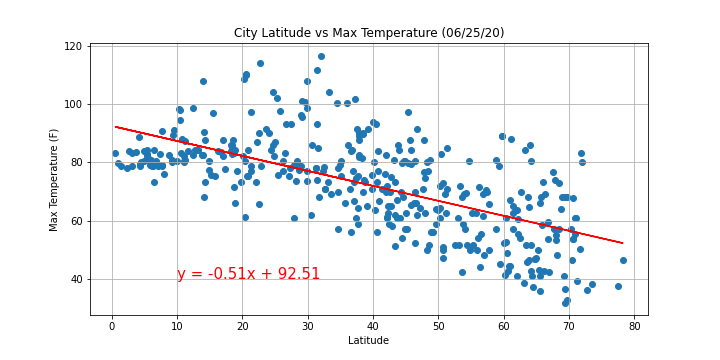 City Latitude vs Max Temperature (06/25/20)
120
100
80
60
40
Max Temperature (F)
y = -0.51x + 92.51
0 10 20 30 40 50 60 70 80
Latitude